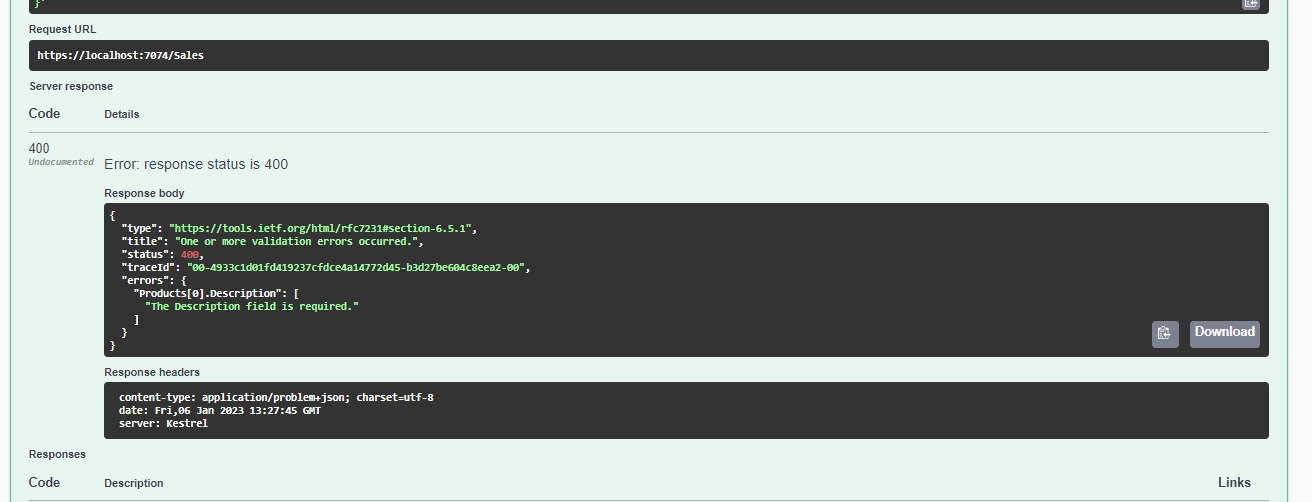 }'
Request URL
https://localhost:7074/Sales
Server response
Code Details
400
Undocumented
Error: response status is 400
Response body
{
"type": "https://tools.ietf.org/html/rfc7231#section-6.5.1",
"title": "One or more validation errors occurred.",
"status": 400,
"traceId": "00-4933c1d01fd419237cfdce4a14772d45-b3d27be604c8eea2-00",
"errors": {
"Products[0].Description": [
"The Description field is required."
]
}
}
Download
Response headers
content-type: application/problem+json; charset=utf-8
date: Fri,06 Jan 2023 13:27:45 GMT
server: Kestrel
Responses
Code Description Links